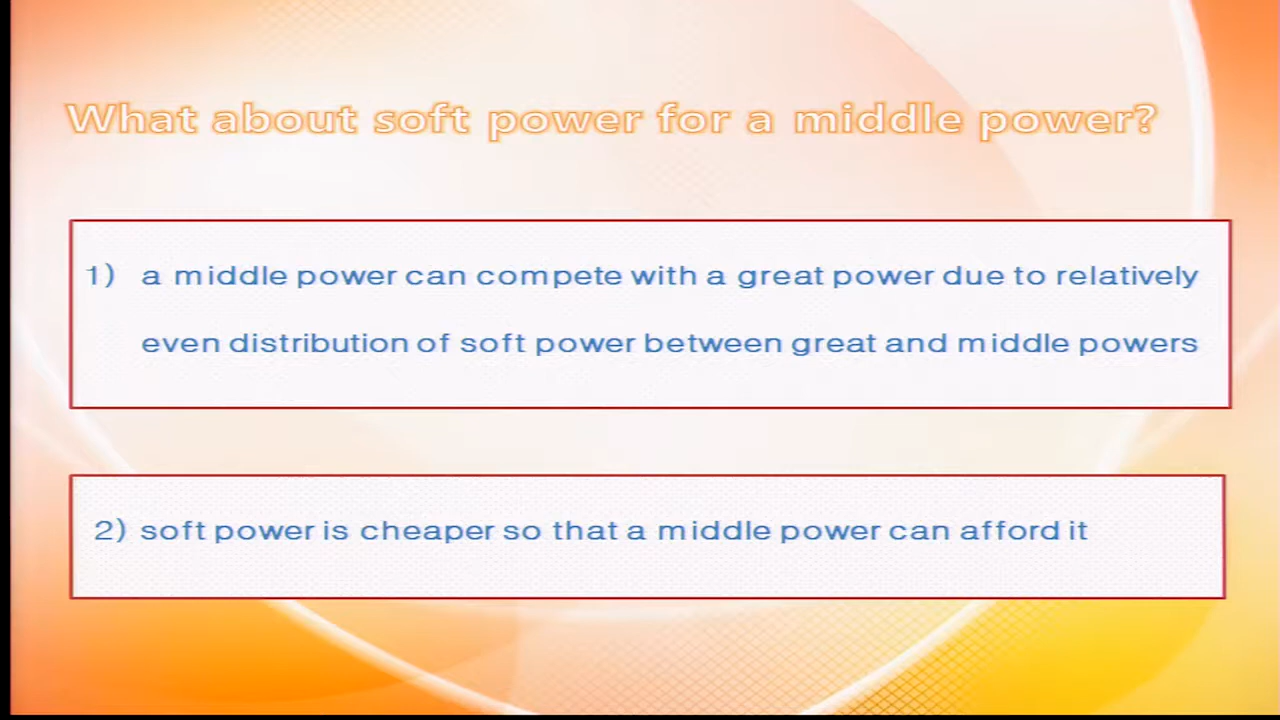 What about soft power for a middle power?
1) a middle power can compete with a great power due to relatively
even distribution of soft power between great and middle powers
2) soft power is cheaper so that a middle power can afford it